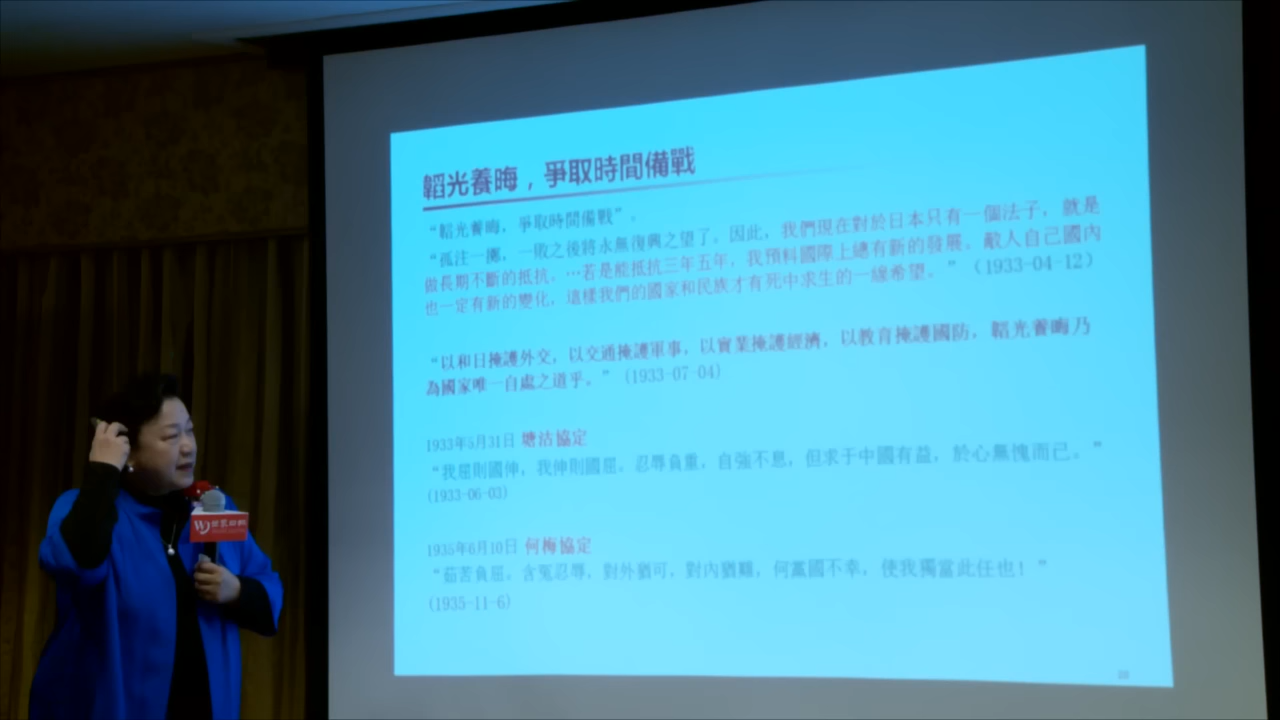 韜光養晦，爭取時間備戰
“韜光養晦，爭取時間備戰”。
“孤注一擲，一敗之後將永無復興之望了。因此，我們現在對於日本只有一個法子，就是
做長期不斷的抵抗。…若是能抵抗三年五年，我預料國際上總有新的發展。敵人自己國內
也一定有新的變化，這樣我們的國家和民族才有死中求生的一線希望。”（1933-04-12）
“以和日掩護外交，以交通掩護軍事，以實業掩護經濟，以教育掩護國防，韜光養晦乃
為國家唯一自處之道乎。”（1933-07-04）
1933年5月31日 塘沽協定
“我屈則國伸，我伸則國屈。忍辱負重，自強不息，但求于中國有益，於心無愧而已。”
(1933-06-03)
1935年6月10日 何梅協定
“茹苦負屈，含冤忍辱，對外猶可，對內猶難，何黨國不幸，使我獨當此任也！”
(1935-11-6)
WJ 世界日報